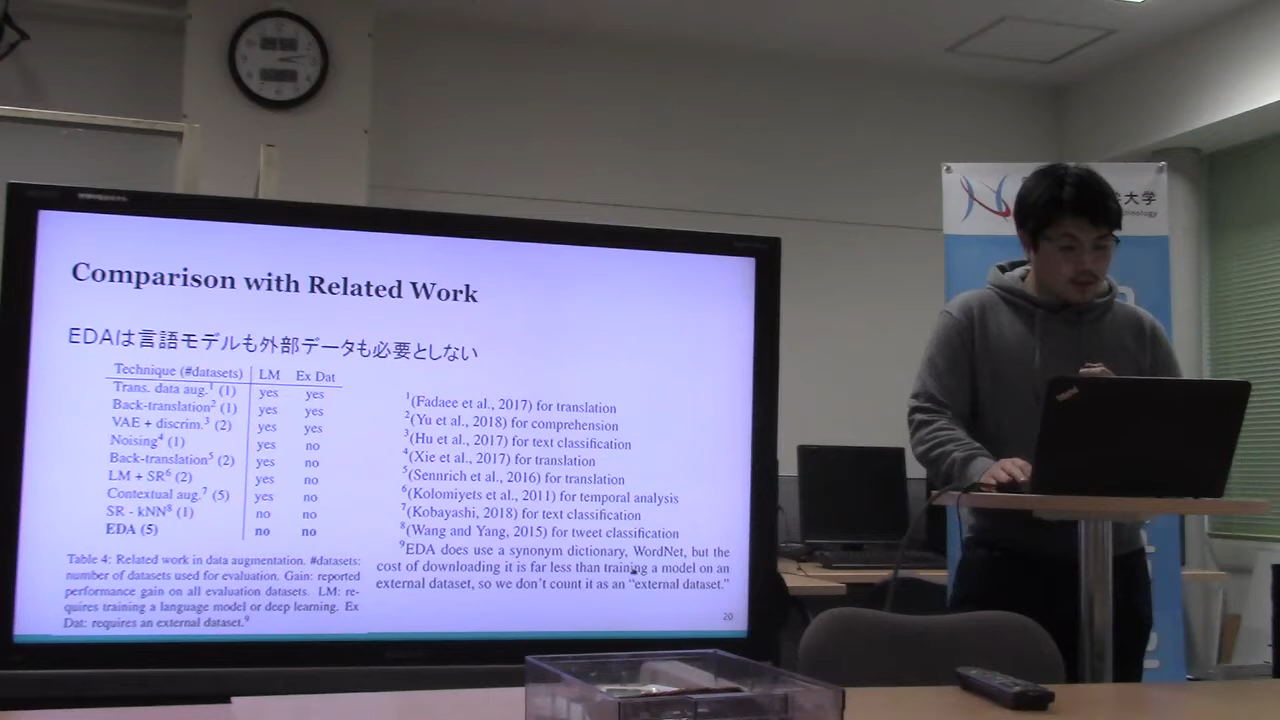 Comparison with Related Work
EDAは言語モデルも外部データも必要としない
Technique (#datasets) LM Ex Dat
Trans. data aug.1 (1) yes yes
Back-translation2 (1) yes yes
VAE + discrim.3 (2) yes yes
Noising4 (1) yes no
Back-translation5 (2) yes no
LM + SR6 (2) yes no
Contextual aug.7 (5) yes no
SR - kNN8 (1) no no
EDA (5) no no
Table 4: Related work in data augmentation. #datasets:
number of datasets used for evaluation. Gain: reported
performance gain on all evaluation datasets. LM: re-
quires training a language model or deep learning. Ex
Dat: requires an external dataset.9
1(Fadaee et al., 2017) for translation
2(Yu et al., 2018) for comprehension
3(Hu et al., 2017) for text classification
4(Xie et al., 2017) for translation
5(Sennrich et al., 2016) for translation
6(Kolomiyets et al., 2011) for temporal analysis
7(Kobayashi, 2018) for text classification
8(Wang and Yang, 2015) for tweet classification
9EDA does use a synonym dictionary, WordNet, but the
cost of downloading it is far less than training a model on an
external dataset, so we don't count it as an "external dataset."
20
大学
ThinkPad